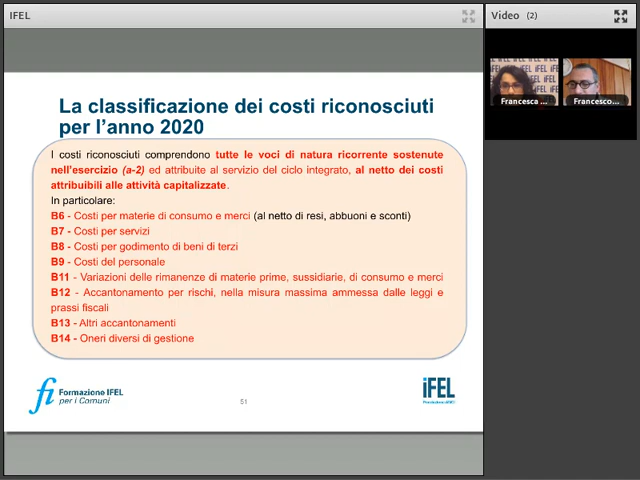 IFEL
Video (2)
Francesca ...
Francesco...
La classificazione dei costi riconosciuti
per l'anno 2020
I costi riconosciuti comprendono tutte le voci di natura ricorrente sostenute
nell'esercizio (a-2) ed attribuite al servizio del ciclo integrato, al netto dei costi
attribuibili alle attività capitalizzate.
In particolare:
B6 - Costi per materie di consumo e merci (al netto di resi, abbuoni e sconti)
B7 - Costi per servizi
B8 - Costi per godimento di beni di terzi
B9 - Costi del personale
B11 - Variazioni delle rimanenze di materie prime, sussidiarie, di consumo e merci
B12 - Accantonamento per rischi, nella misura massima ammessa dalle leggi e
prassi fiscali
B13 - Altri accantonamenti
B14 - Oneri diversi di gestione
fi Formazione IFEL
per i Comuni
51
iFEL